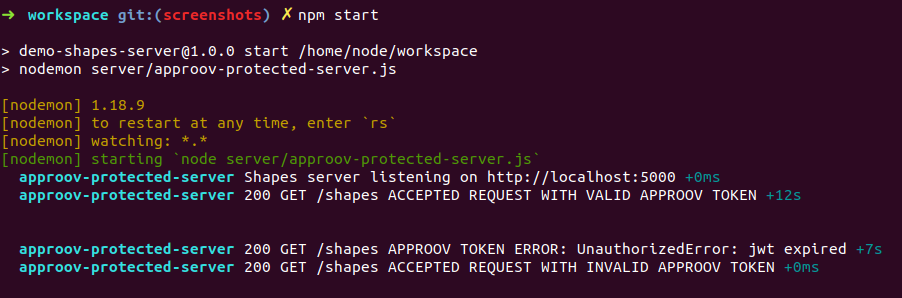 ➜ workspace git:(screenshots) ✗ npm start
> demo-shapes-server@1.0.0 start /home/node/workspace
> nodemon server/approov-protected-server.js
[nodemon] 1.18.9
[nodemon] to restart at any time, enter `rs`
[nodemon] watching: *.*
[nodemon] starting `node server/approov-protected-server.js`
approov-protected-server Shapes server listening on http://localhost:5000 +0ms
approov-protected-server 200 GET /shapes ACCEPTED REQUEST WITH VALID APPROOV TOKEN +12s
approov-protected-server 200 GET /shapes APPROOV TOKEN ERROR: UnauthorizedError: jwt expired +7s
approov-protected-server 200 GET /shapes ACCEPTED REQUEST WITH INVALID APPROOV TOKEN +0ms